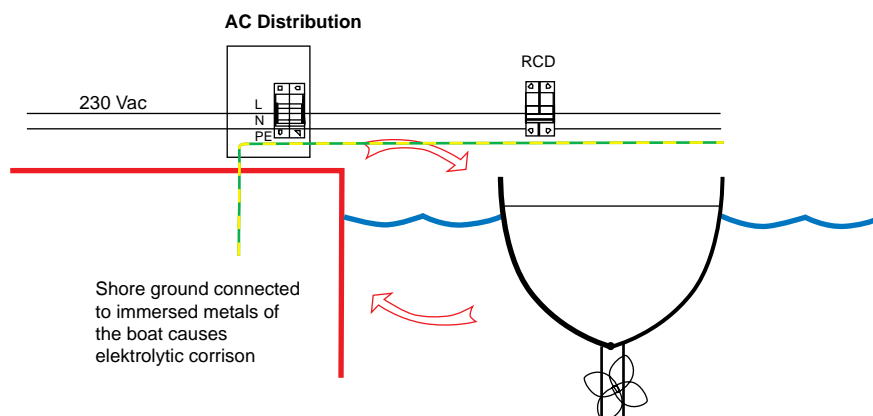 AC Distribution
RCD
230 Vac
L
N
PE
Shore ground connected
to immersed metals of
the boat causes
elektrolytic corrison